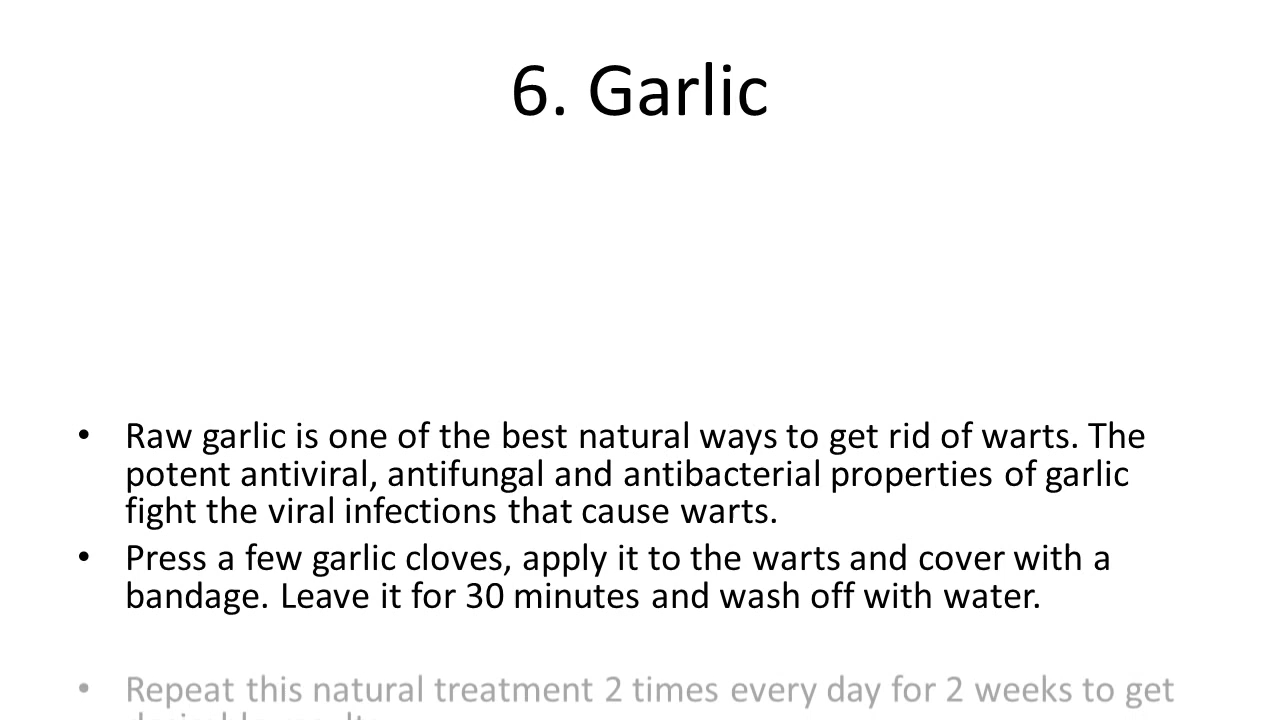 6. Garlic
• Raw garlic is one of the best natural ways to get rid of warts. The
potent antiviral, antifungal and antibacterial properties of garlic
fight the viral infections that cause warts.
• Press a few garlic cloves, apply it to the warts and cover with a
bandage. Leave it for 30 minutes and wash off with water.
• Repeat this natural treatment 2 times every day for 2 weeks to get